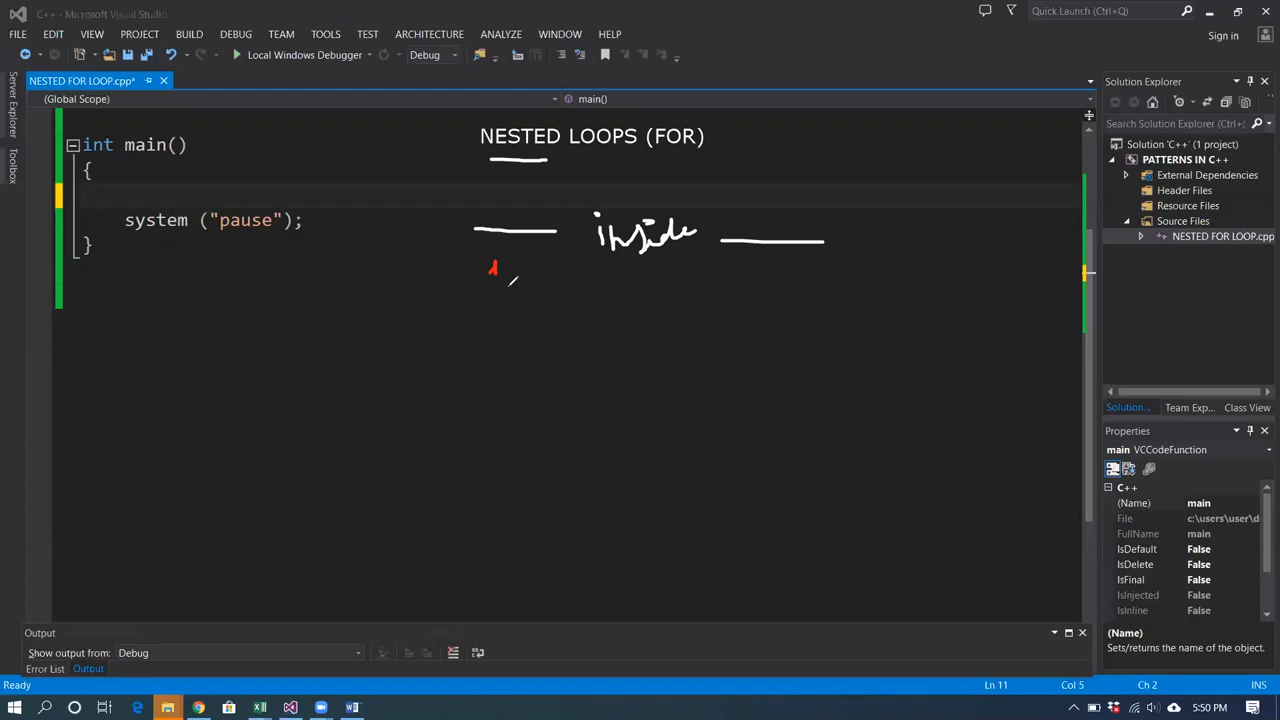 C++ - Microsoft Visual Studio
Quick Launch (Ctrl+Q)
FILE EDIT VIEW PROJECT BUILD DEBUG TEAM TOOLS TEST ARCHITECTURE ANALYZE WINDOW HELP
Sign in
Local Windows Debugger Debug
Server Explorer
Toolbox
NESTED FOR LOOP.cpp*
(Global Scope) main()
int main()
{
system ("pause");
}
NESTED LOOPS (FOR)
inside
1
Solution Explorer
Search Solution Explorer (Ctrl+;)
Solution 'C++' (1 project)
PATTERNS IN C++
External Dependencies
Header Files
Resource Files
Source Files
NESTED FOR LOOP.cpp
Solution... Team Exp... Class View
Properties
main VCCodeFunction
C++
(Name) main
File c:\users\user\d
FullName main
IsDefault False
IsDelete False
IsFinal False
IsInjected False
IsInline False
(Name)
Sets/returns the name of the object.
Output
Show output from: Debug
Error List Output
Ready Ln 11 Col 5 Ch 2 INS
5:50 PM